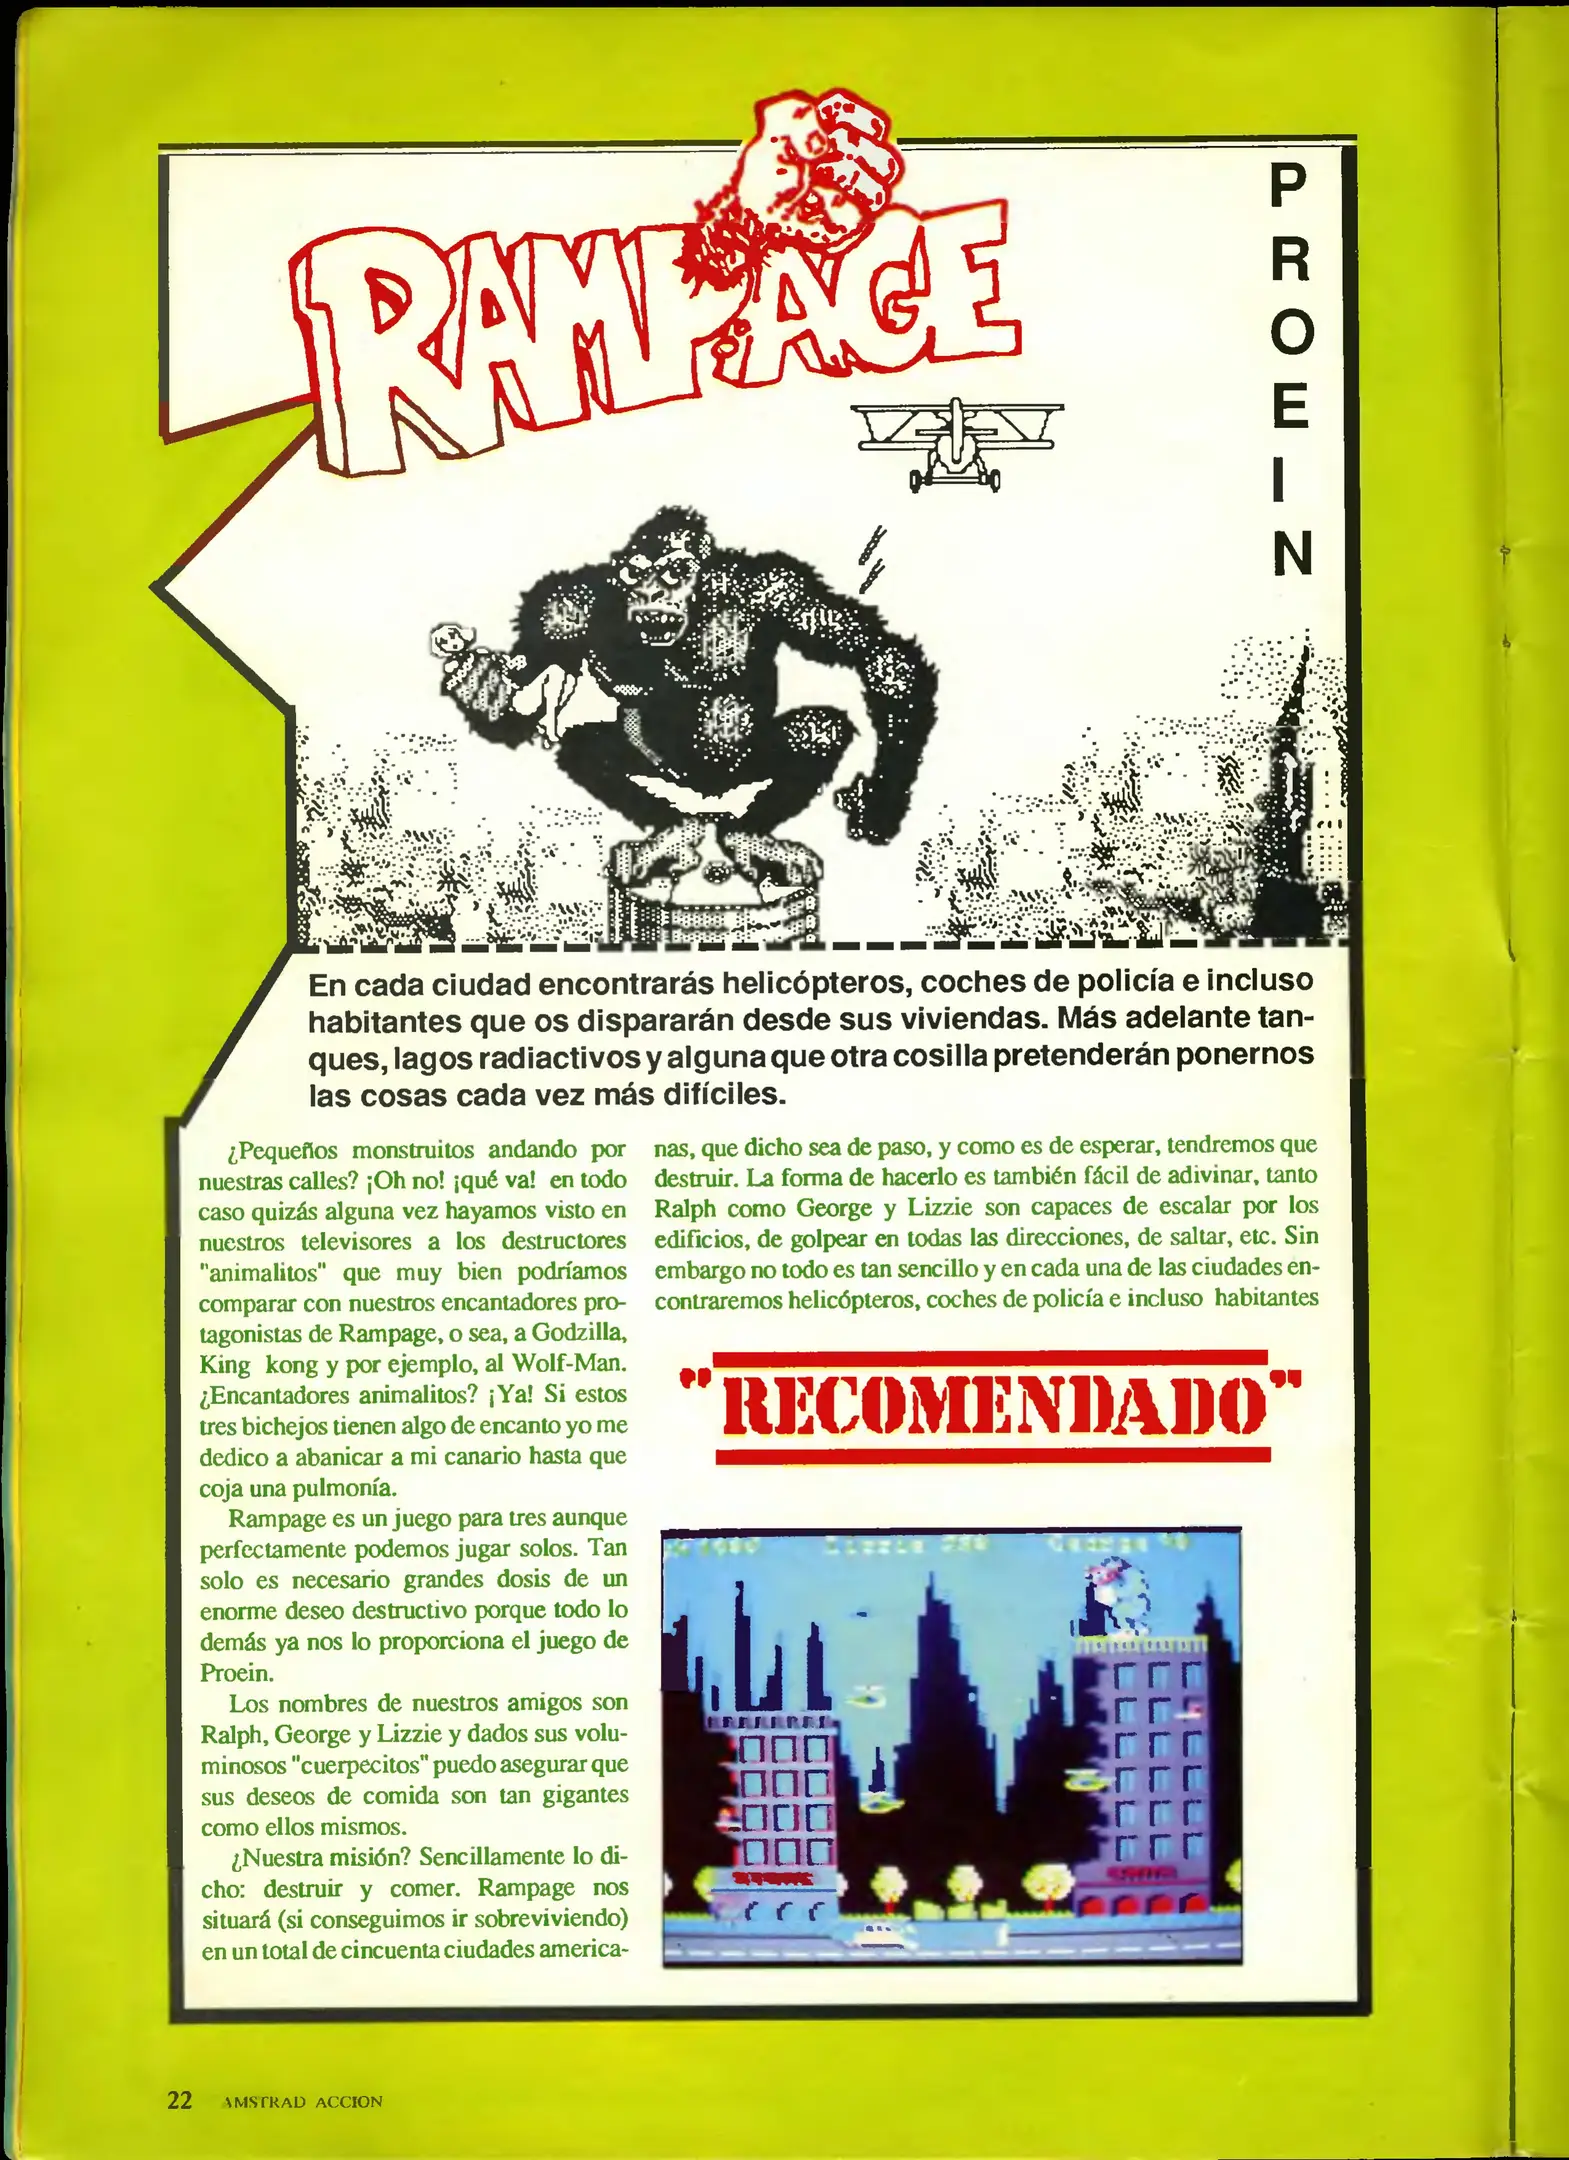 RAMPAGE
PROEIN
En cada ciudad encontrarás helicópteros, coches de policía e incluso
habitantes que os dispararán desde sus viviendas. Más adelante tan-
ques, lagos radiactivos y alguna que otra cosilla pretenderán ponernos
las cosas cada vez más difíciles.
¿Pequeños monstruitos andando por
nuestras calles? ¡Oh no! ¡qué va! en todo
caso quizás alguna vez hayamos visto en
nuestros televisores a los destructores
"animalitos" que muy bien podríamos
comparar con nuestros encantadores pro-
tagonistas de Rampage, o sea, a Godzilla,
King kong y por ejemplo, al Wolf-Man.
¿Encantadores animalitos? ¡Ya! Si estos
tres bichejos tienen algo de encanto yo me
dedico a abanicar a mi canario hasta que
coja una pulmonía.
Rampage es un juego para tres aunque
perfectamente podemos jugar solos. Tan
solo es necesario grandes dosis de un
enorme deseo destructivo porque todo lo
demás ya nos lo proporciona el juego de
Proein.
Los nombres de nuestros amigos son
Ralph, George y Lizzie y dados sus volu-
minosos "cuerpecitos" puedo asegurar que
sus deseos de comida son tan gigantes
como ellos mismos.
¿Nuestra misión? Sencillamente lo di-
cho: destruir y comer. Rampage nos
situará (si conseguimos ir sobreviviendo)
en un total de cincuenta ciudades america-
nas, que dicho sea de paso, y como es de esperar, tendremos que
destruir. La forma de hacerlo es también fácil de adivinar, tanto
Ralph como George y Lizzie son capaces de escalar por los
edificios, de golpear en todas las direcciones, de saltar, etc. Sin
embargo no todo es tan sencillo y en cada una de las ciudades en-
contraremos helicópteros, coches de policía e incluso habitantes
"RECOMENDADO"
Lizzie George
22 AMSTRAD ACCION